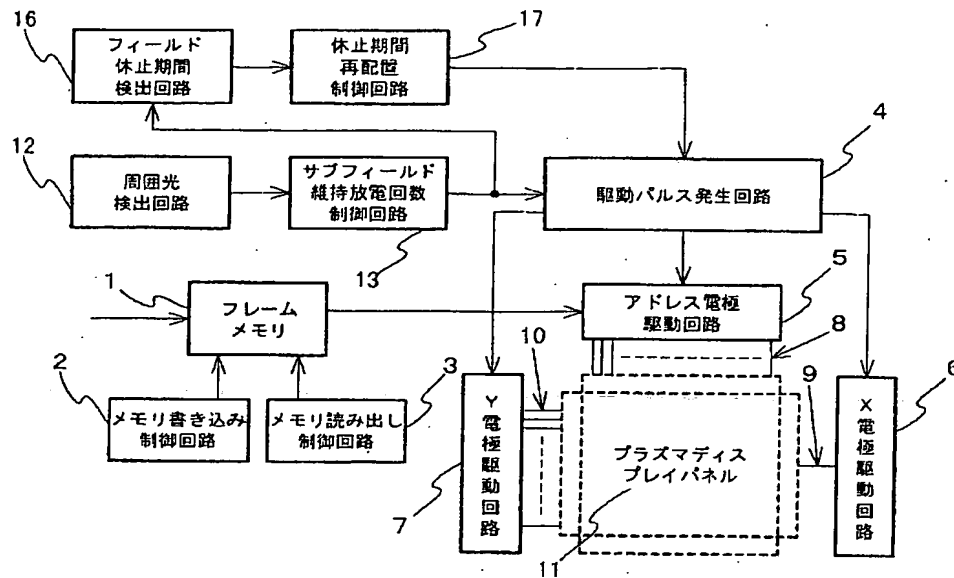 16
フィールド
休止期間
検出回路
休止期間
再配置
制御回路
17
12
周囲光
検出回路
サブフィールド
維持放電回数
制御回路
13
駆動パルス発生回路
4
1
フレーム
メモリ
アドレス電極
駆動回路
5
8
2
メモリ書き込み
制御回路
メモリ読み出し
制御回路
3
10
Y電極駆動回路
7
プラズマディス
プレイパネル
11
9
X電極駆動回路
6